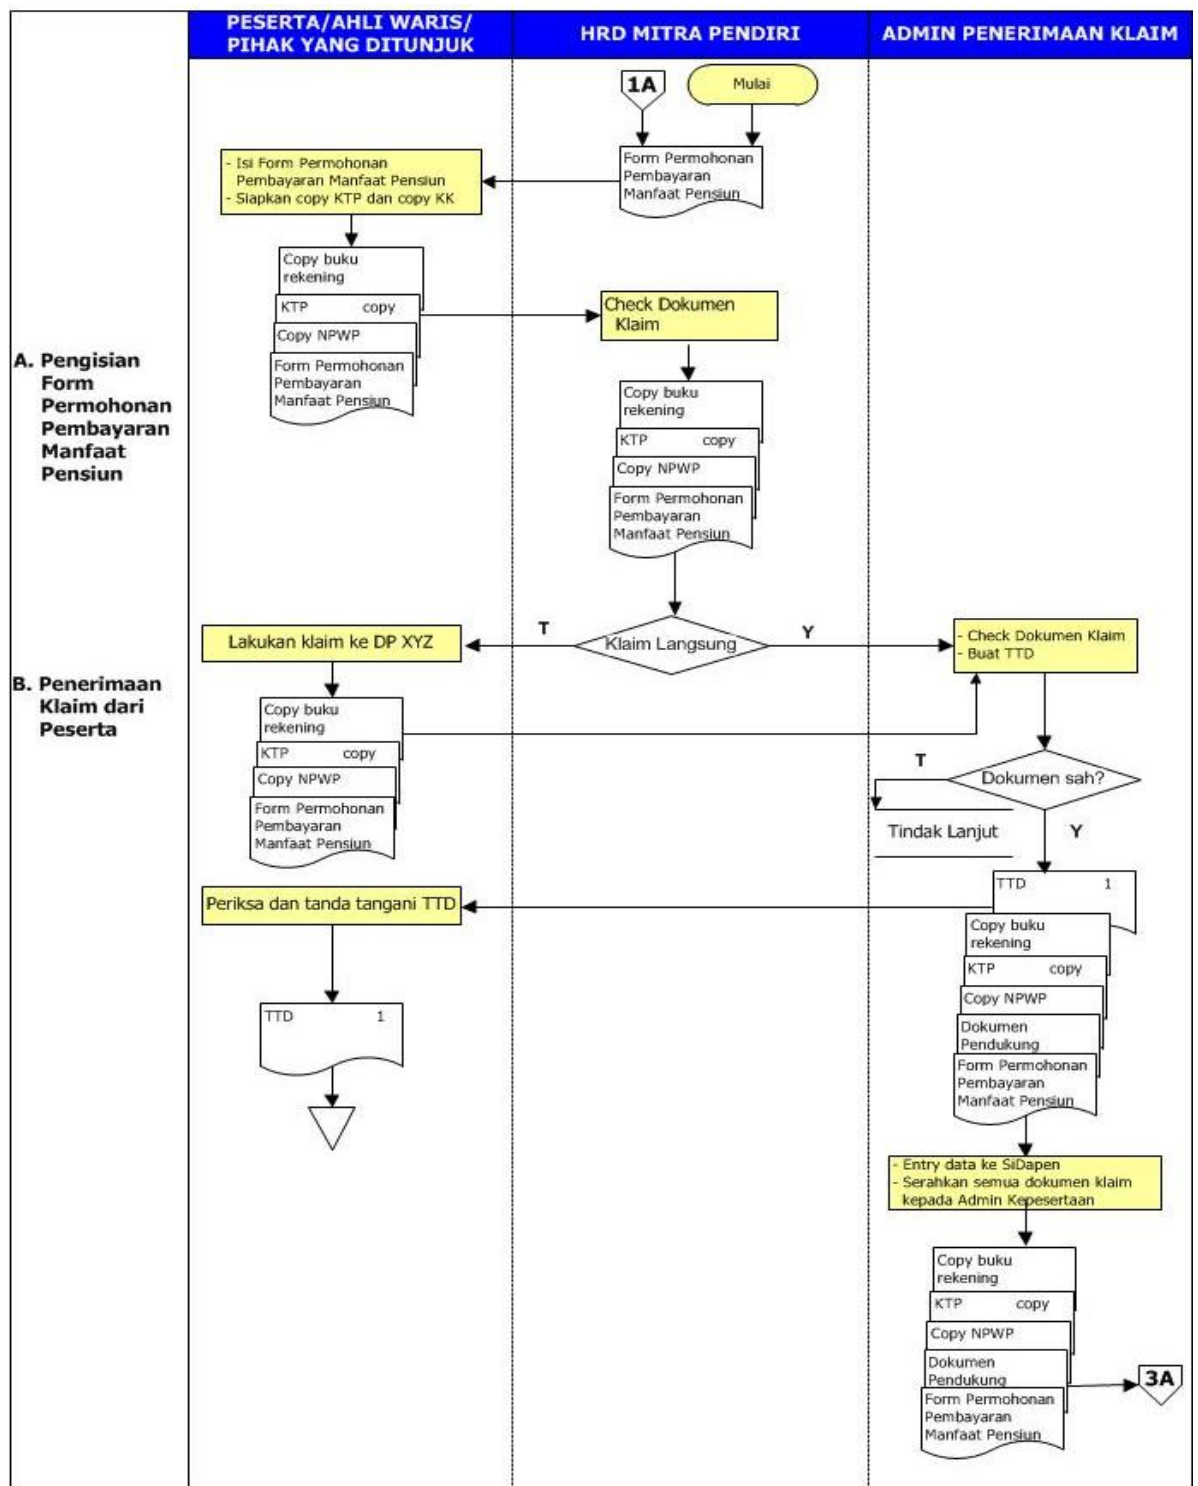 PESERTA/AHLI WARIS/
PIHAK YANG DITUNJUK
HRD MITRA PENDIRI
ADMIN PENERIMAAN KLAIM
1A
Mulai
Form Permohonan
Pembayaran
Manfaat Pensiun
- Isi Form Permohonan
Pembayaran Manfaat Pensiun
- Siapkan copy KTP dan copy KK
Copy buku
rekening
KTP copy
Copy NPWP
Form Permohonan
Pembayaran
Manfaat Pensiun
Check Dokumen
Klaim
Copy buku
rekening
KTP copy
Copy NPWP
Form Permohonan
Pembayaran
Manfaat Pensiun
A. Pengisian
Form
Permohonan
Pembayaran
Manfaat
Pensiun
Klaim Langsung
T
Y
Lakukan klaim ke DP XYZ
- Check Dokumen Klaim
- Buat TTD
B. Penerimaan
Klaim dari
Peserta
Copy buku
rekening
KTP copy
Copy NPWP
Form Permohonan
Pembayaran
Manfaat Pensiun
T
Dokumen sah?
Tindak Lanjut
Y
TTD 1
Periksa dan tanda tangani TTD
Copy buku
rekening
KTP copy
Copy NPWP
Dokumen
Pendukung
Form Permohonan
Pembayaran
Manfaat Pensiun
TTD 1
- Entry data ke SiDapen
- Serahkan semua dokumen klaim
kepada Admin Kepesertaan
Copy buku
rekening
KTP copy
Copy NPWP
Dokumen
Pendukung
Form Permohonan
Pembayaran
Manfaat Pensiun
3A